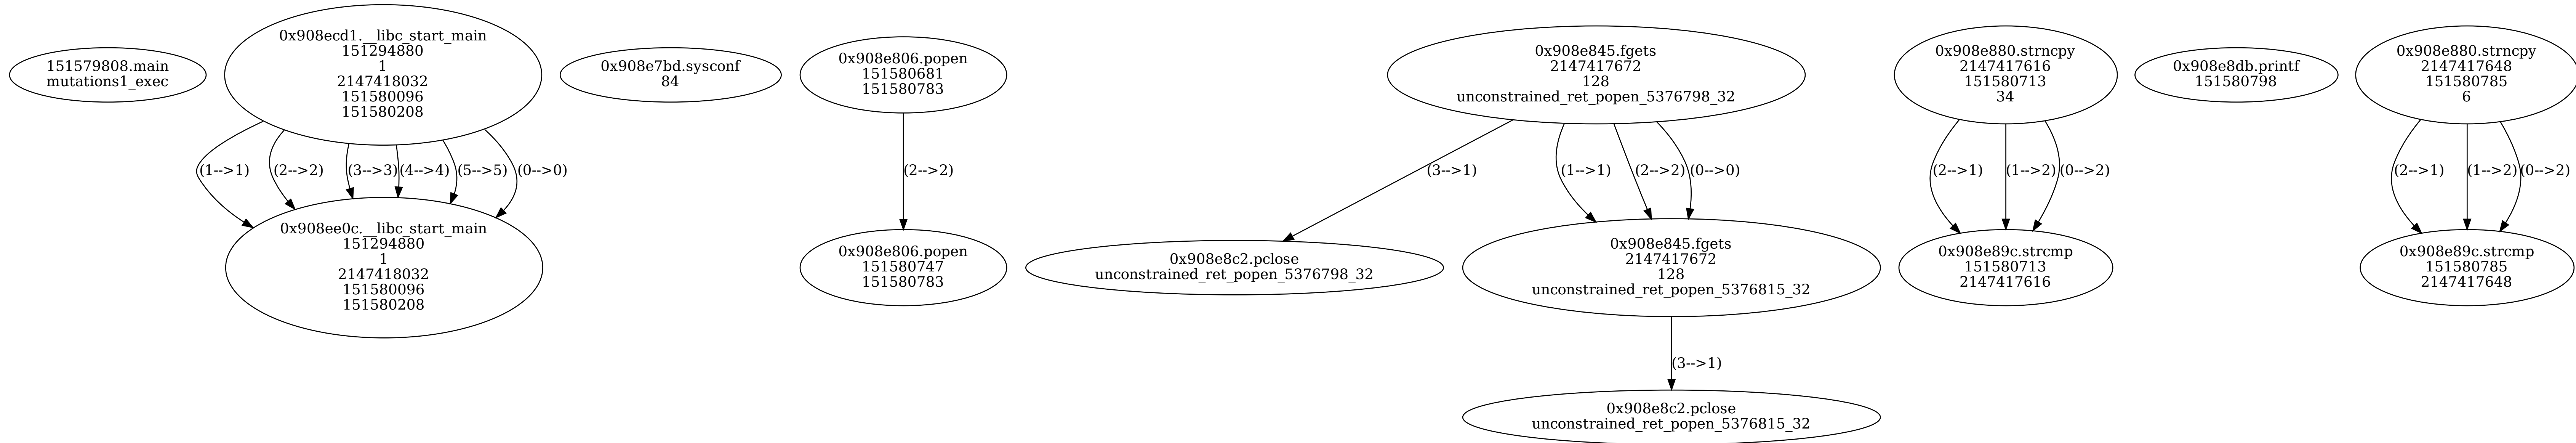 151579808.main
mutations1_exec
0x908ecd1.__libc_start_main
151294880
1
2147418032
151580096
151580208
0x908e7bd.sysconf
84
0x908e806.popen
151580681
151580783
0x908e845.fgets
2147417672
128
unconstrained_ret_popen_5376798_32
0x908e880.strncpy
2147417616
151580713
34
0x908e8db.printf
151580798
0x908e880.strncpy
2147417648
151580785
6
(1-->1)
(2-->2)
(3-->3)
(4-->4)
(5-->5)
(0-->0)
(2-->2)
(3-->1)
(1-->1)
(2-->2)
(0-->0)
(2-->1)
(1-->2)
(0-->2)
(2-->1)
(1-->2)
(0-->2)
0x908ee0c.__libc_start_main
151294880
1
2147418032
151580096
151580208
0x908e806.popen
151580747
151580783
0x908e8c2.pclose
unconstrained_ret_popen_5376798_32
0x908e845.fgets
2147417672
128
unconstrained_ret_popen_5376815_32
0x908e89c.strcmp
151580713
2147417616
0x908e89c.strcmp
151580785
2147417648
(3-->1)
0x908e8c2.pclose
unconstrained_ret_popen_5376815_32